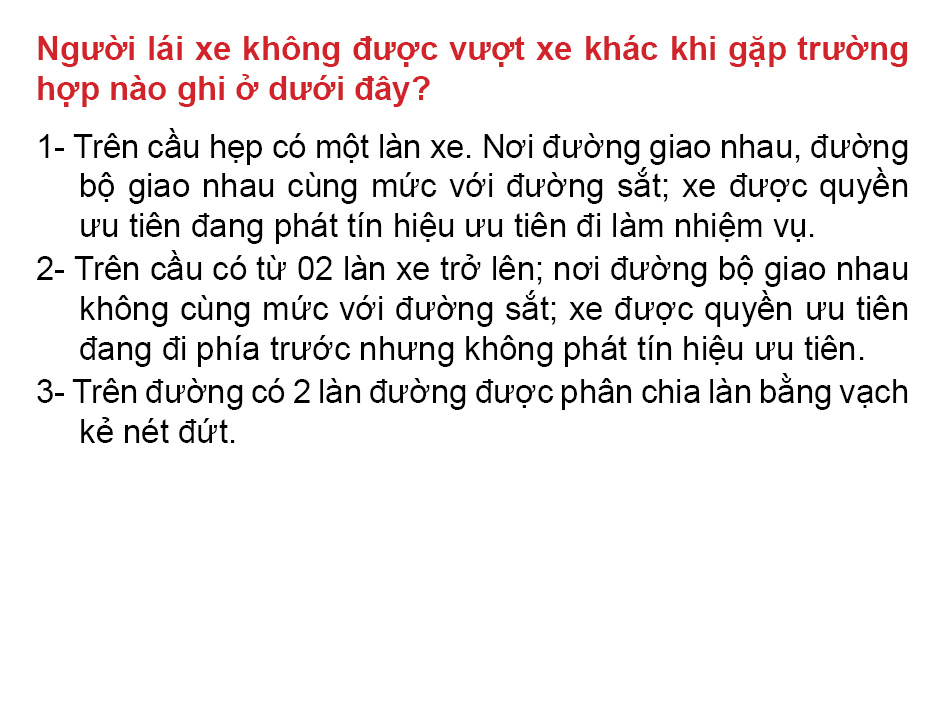 Người lái xe không được vượt xe khác khi gặp trường
hợp nào ghi ở dưới đây?
1- Trên cầu hẹp có một làn xe. Nơi đường giao nhau, đường
bộ giao nhau cùng mức với đường sắt; xe được quyền
ưu tiên đang phát tín hiệu ưu tiên đi làm nhiệm vụ.
2- Trên cầu có từ 02 làn xe trở lên; nơi đường bộ giao nhau
không cùng mức với đường sắt; xe được quyền ưu tiên
đang đi phía trước nhưng không phát tín hiệu ưu tiên.
3- Trên đường có 2 làn đường được phân chia làn bằng vạch
kẻ nét đứt.